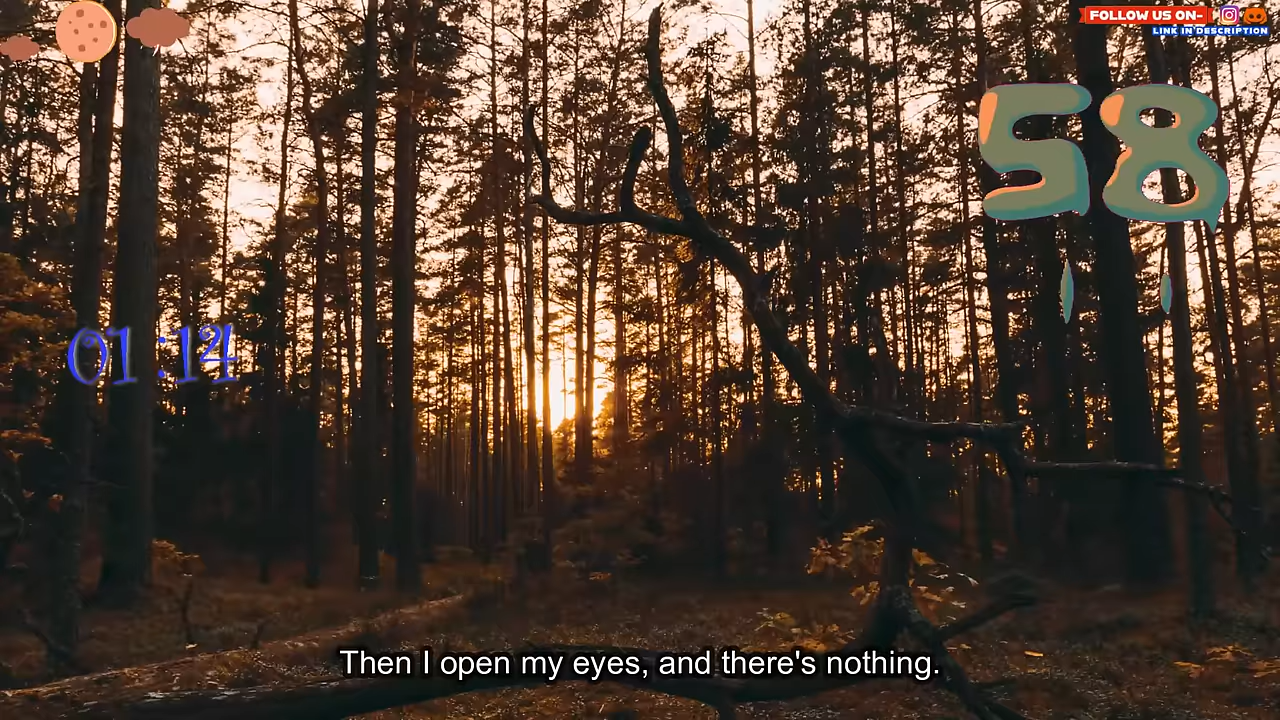 FOLLOW US ON-
LINK IN DESCRIPTION
58
01:14
Then I open my eyes, and there's nothing.